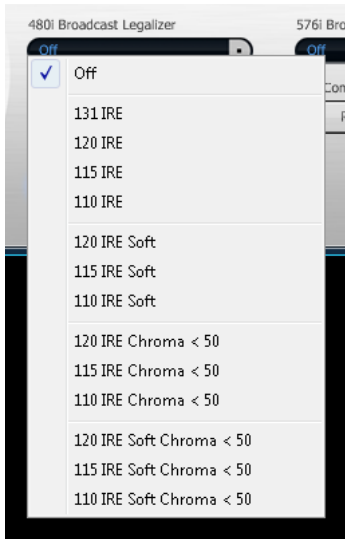 480i Broadcast Legalizer
576i Bro
Off
Off
Off
Com
131 IRE
120 IRE
115 IRE
110 IRE
120 IRE Soft
115 IRE Soft
110 IRE Soft
120 IRE Chroma < 50
115 IRE Chroma < 50
110 IRE Chroma < 50
120 IRE Soft Chroma < 50
115 IRE Soft Chroma < 50
110 IRE Soft Chroma < 50